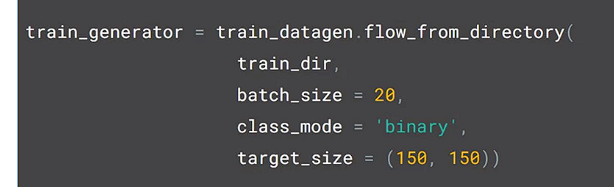 train_generator = train_datagen.flow_from_directory(
train_dir,
batch_size = 20,
class_mode = 'binary',
target_size = (150, 150))